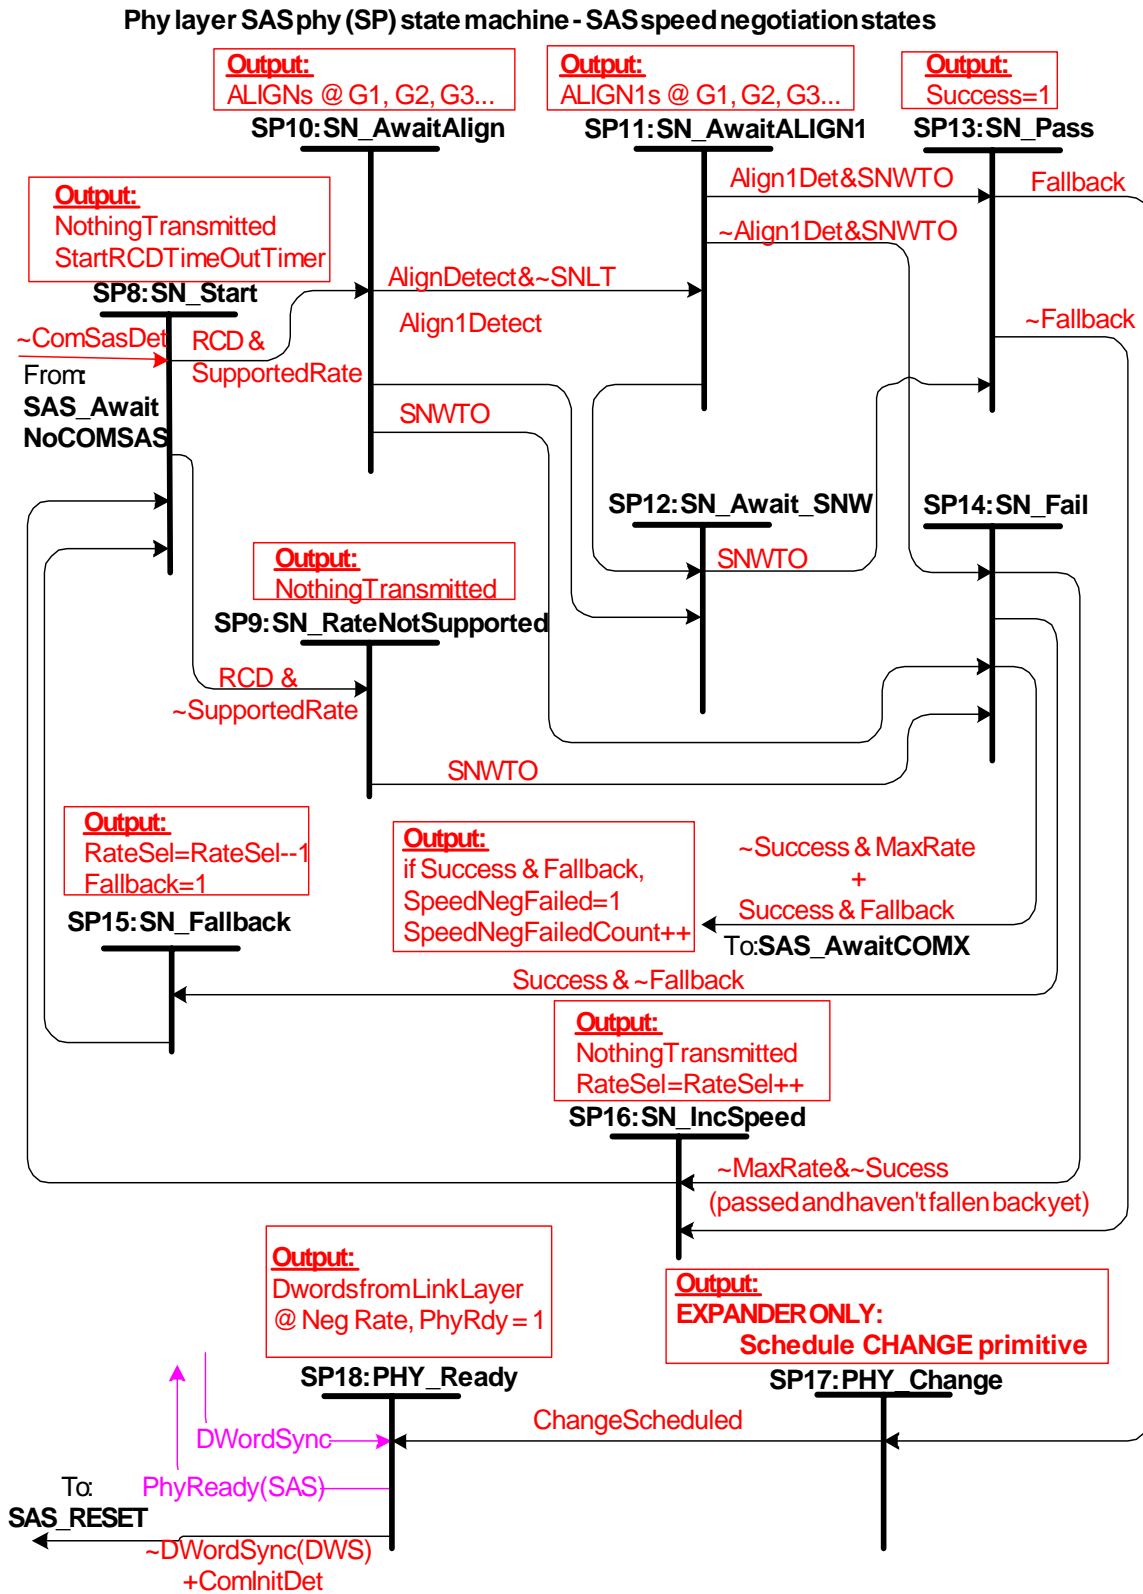 Phy layer SAS phy (SP) state machine - SAS speed negotiation states
Output:
ALIGNs @ G1, G2, G3...
SP10:SN_AwaitAlign
Output:
ALIGN1s @ G1, G2, G3...
SP11:SN_AwaitALIGN1
Output:
Success=1
SP13:SN_Pass
Output:
NothingTransmitted
StartRCDTimeOutTimer
SP8:SN_Start
~ComSasDet
From:
SAS_Await
NoCOMSAS
RCD &
SupportedRate
AlignDetect&~SNLT
Align1Detect
SNWTO
Align1Det&SNWTO
~Align1Det&SNWTO
Fallback
~Fallback
SP12:SN_Await_SNW
SNWTO
SP14:SN_Fail
Output:
NothingTransmitted
SP9:SN_RateNotSupported
RCD &
~SupportedRate
SNWTO
Output:
RateSel=RateSel--1
Fallback=1
SP15:SN_Fallback
Output:
if Success & Fallback,
SpeedNegFailed=1
SpeedNegFailedCount++
~Success & MaxRate
+
Success & Fallback
To:SAS_AwaitCOMX
Success & ~Fallback
Output:
NothingTransmitted
RateSel=RateSel++
SP16:SN_IncSpeed
~MaxRate&~Sucess
(passed and haven't fallen back yet)
Output:
Dwords from Link Layer
@ Neg Rate, PhyRdy = 1
SP18:PHY_Ready
Output:
EXPANDER ONLY:
Schedule CHANGE primitive
SP17:PHY_Change
ChangeScheduled
DWordSync
PhyReady(SAS)
To:
SAS_RESET
~DWordSync(DWS)
+ComInitDet